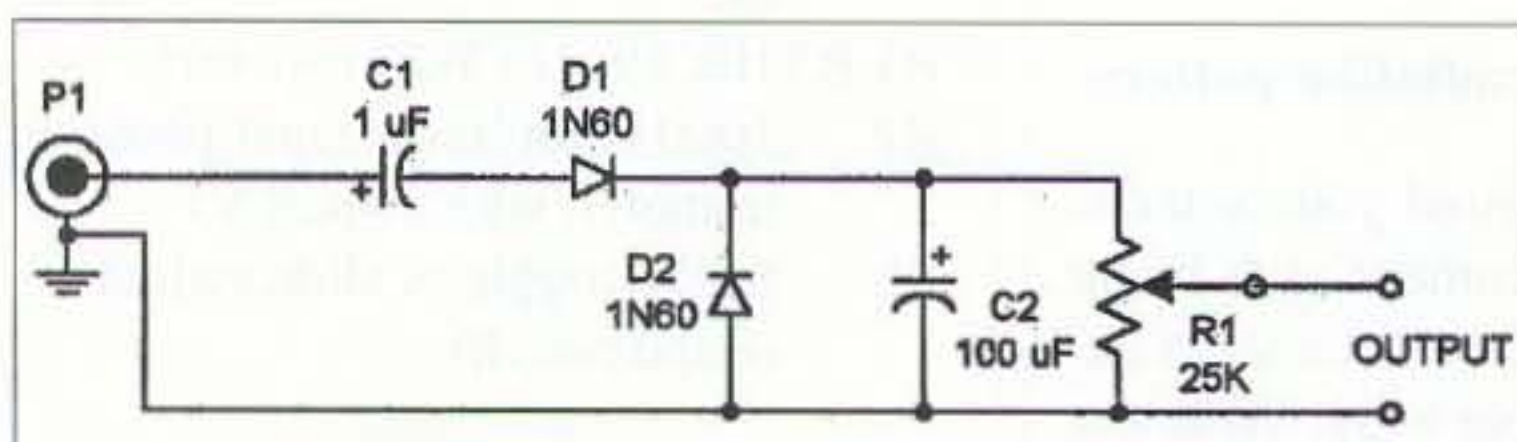 P1
C1
1 uF
D1
1N60
+
D2
1N60
+
C2
100 uF
R1
25K
OUTPUT